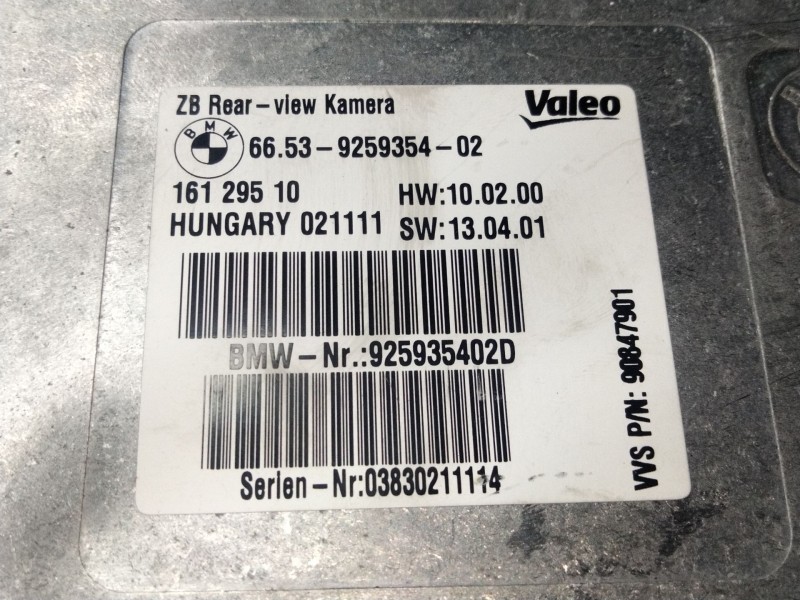 ZB Rear-view Kamera
Valeo
BMW
66.53-9259354-02
161 295 10
HW:10.02.00
HUNGARY 021111
SW:13.04.01
BMW-Nr.:925935402D
Serien-Nr:03830211114
VVS P/N: 90847901